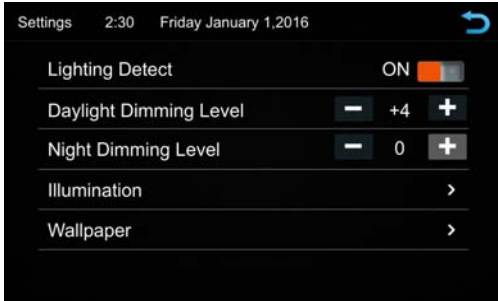 Settings 2:30 Friday January 1,2016
Lighting Detect ON
Daylight Dimming Level − +4 +
Night Dimming Level − 0 +
Illumination >
Wallpaper >